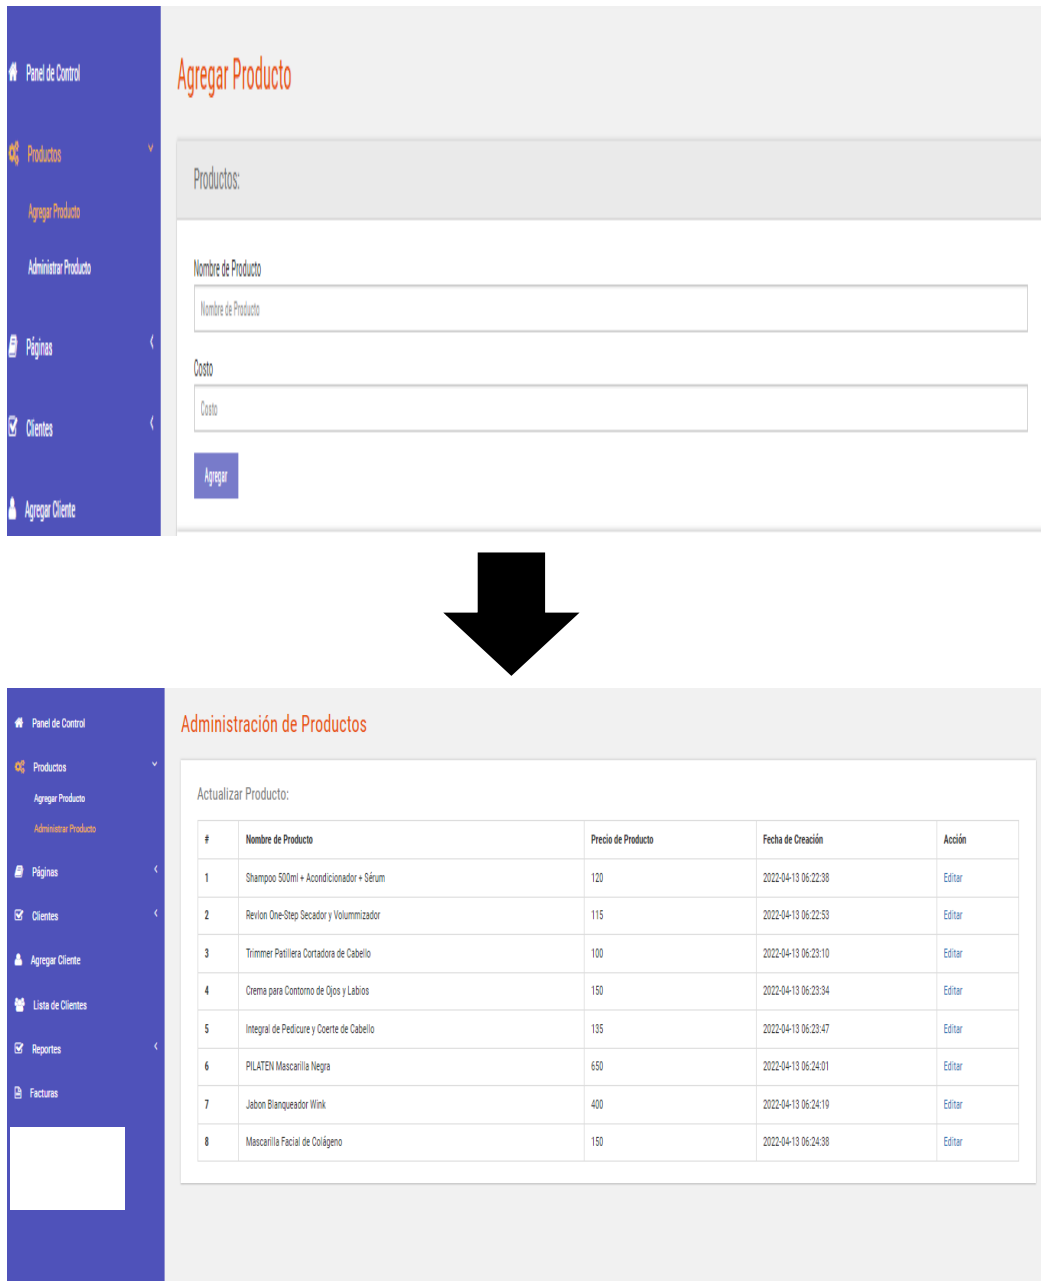 Panel de Control
Productos
Agregar Producto
Administrar Producto
Páginas
Clientes
Agregar Cliente
Agregar Producto
Productos:
Nombre de Producto
Nombre de Producto
Costo
Costo
Agregar
Panel de Control
Productos
Agregar Producto
Administrar Producto
Páginas
Clientes
Agregar Cliente
Lista de Clientes
Reportes
Facturas
Administración de Productos
Actualizar Producto:
# Nombre de Producto Precio de Producto Fecha de Creación Acción
1 Shampoo 500ml + Acondicionador + Sérum 120 2022-04-13 06:22:38 Editar
2 Revlon One-Step Secador y Volummizador 115 2022-04-13 06:22:53 Editar
3 Trimmer Patillera Cortadora de Cabello 100 2022-04-13 06:23:10 Editar
4 Crema para Contorno de Ojos y Labios 150 2022-04-13 06:23:34 Editar
5 Integral de Pedicure y Coerte de Cabello 135 2022-04-13 06:23:47 Editar
6 PILATEN Mascarilla Negra 650 2022-04-13 06:24:01 Editar
7 Jabon Blanqueador Wink 400 2022-04-13 06:24:19 Editar
8 Mascarilla Facial de Colágeno 150 2022-04-13 06:24:38 Editar